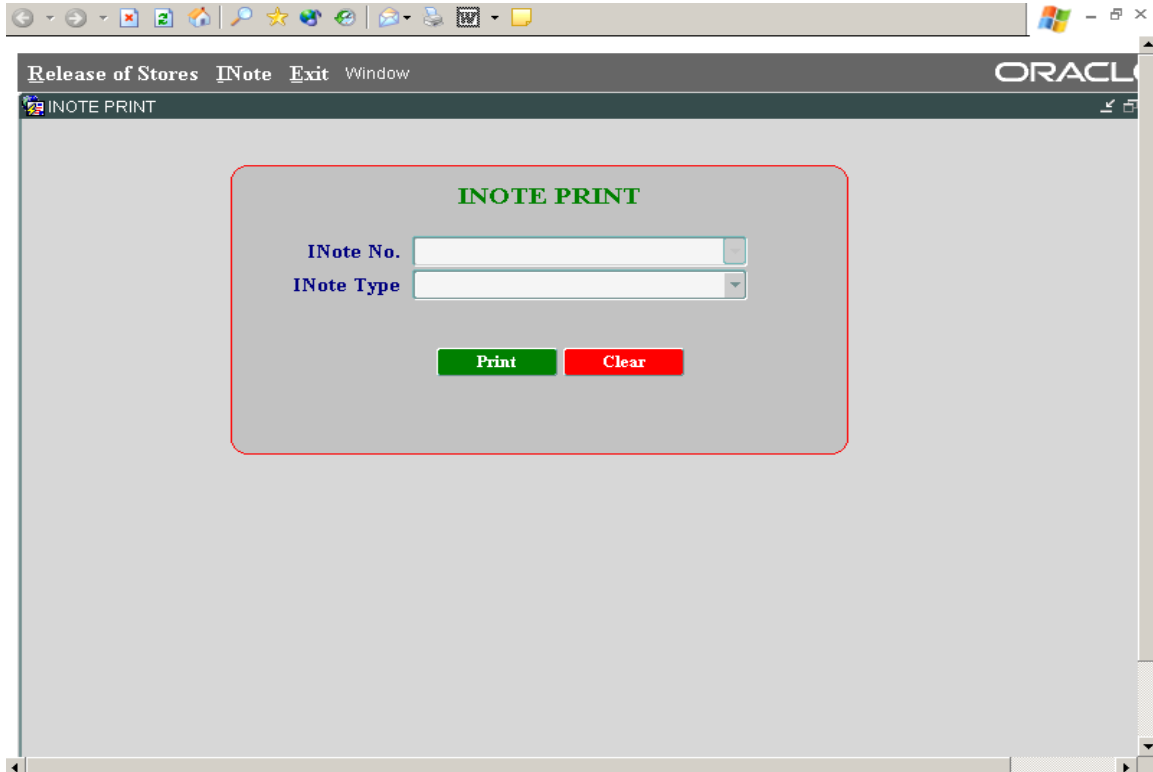 Release of Stores INote Exit Window
ORACL
INOTE PRINT
INOTE PRINT
INote No.
INote Type
Print Clear